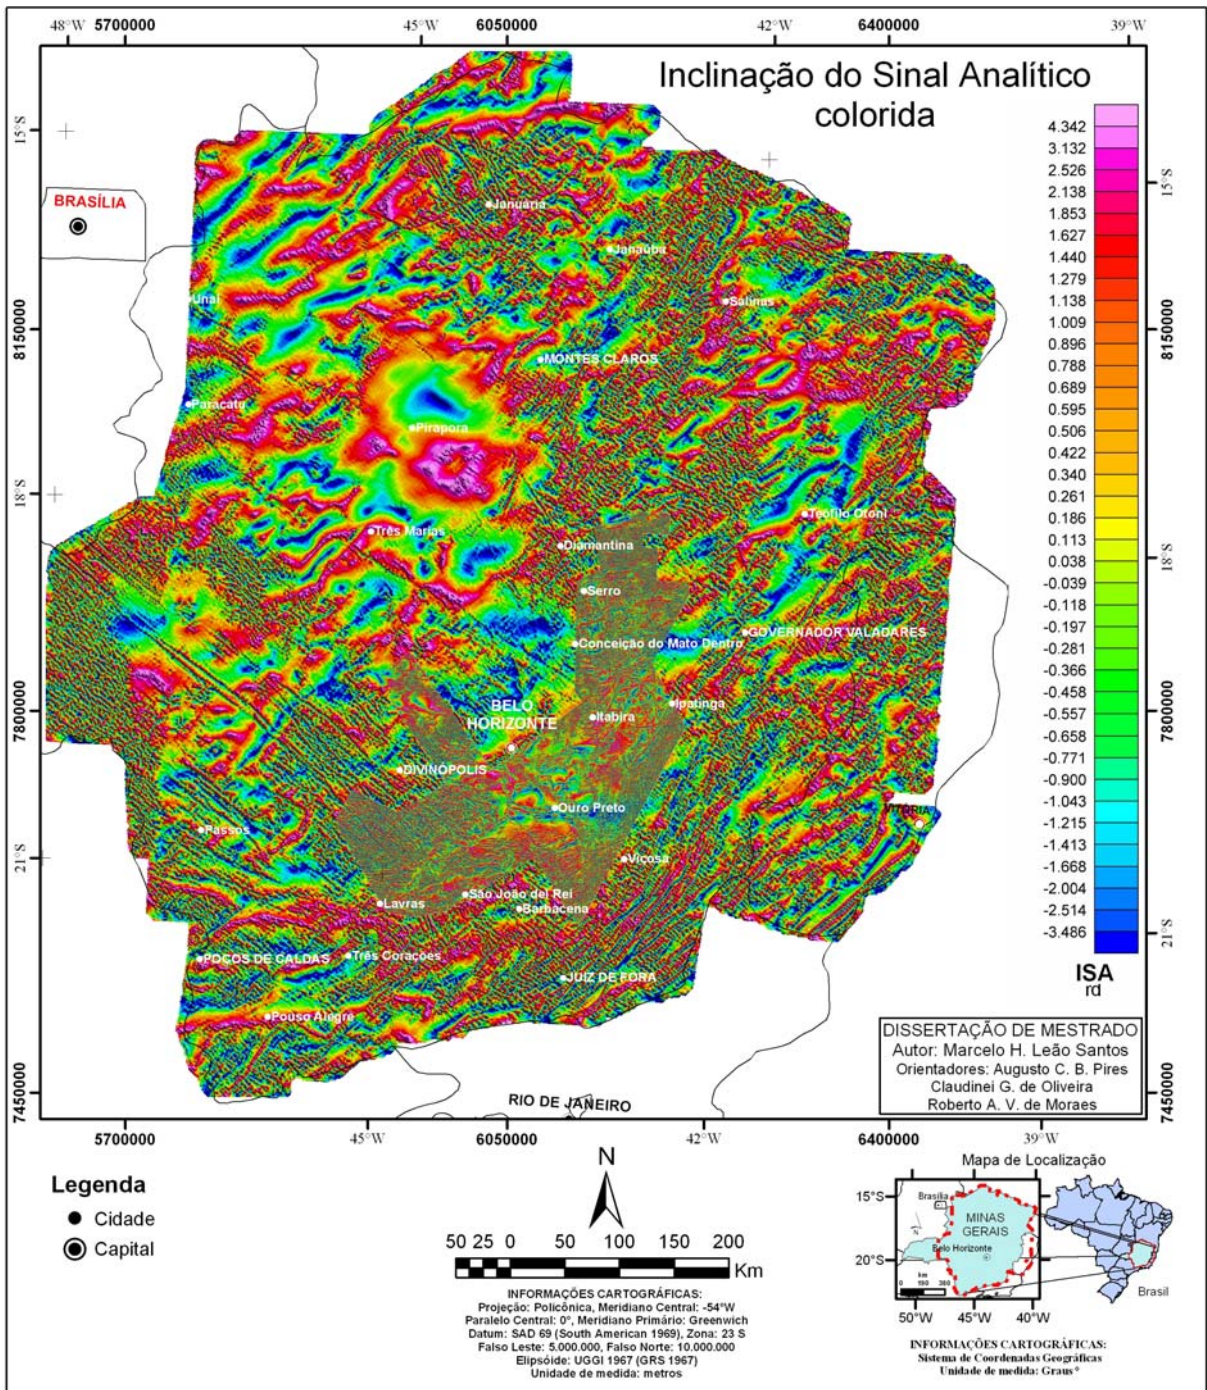 48°W 5700000 45°W 6050000 42°W 6400000 39°W
Inclinação do Sinal Analítico
colorida
15°S
15°S
BRASÍLIA
8150000
8150000
18°S
18°S
7800000
7800000
21°S
21°S
7450000
7450000
4.342
3.132
2.526
2.138
1.853
1.627
1.440
1.279
1.138
1.009
0.896
0.788
0.689
0.595
0.506
0.422
0.340
0.261
0.186
0.113
0.038
-0.039
-0.118
-0.197
-0.281
-0.366
-0.458
-0.557
-0.658
-0.771
-0.900
-1.043
-1.215
-1.413
-1.668
-2.004
-2.514
-3.486
ISA
rd
Januária
Janaúba
Unaí
Salinas
MONTES CLAROS
Paracatu
Pirapora
Teófilo Otoni
Três Marias
Diamantina
Serro
GOVERNADOR VALADARES
Conceição do Mato Dentro
Ipatinga
BELO
HORIZONTE
Itabira
DIVINÓPOLIS
Ouro Preto
VITÓRIA
Passos
Viçosa
São João del Rei
Lavras
Barbacena
POÇOS DE CALDAS
Três Corações
JUIZ DE FORA
Pouso Alegre
RIO DE JANEIRO
DISSERTAÇÃO DE MESTRADO
Autor: Marcelo H. Leão Santos
Orientadores: Augusto C. B. Pires
Claudinei G. de Oliveira
Roberto A. V. de Moraes
5700000 45°W 6050000 42°W 6400000 39°W
Legenda
Cidade
Capital
N
50 25 0 50 100 150 200
Km
INFORMAÇÕES CARTOGRÁFICAS:
Projeção: Policônica, Meridiano Central: -54°W
Paralelo Central: 0°, Meridiano Primário: Greenwich
Datum: SAD 69 (South American 1969), Zona: 23 S
Falso Leste: 5.000.000, Falso Norte: 10.000.000
Elipsóide: UGGI 1967 (GRS 1967)
Unidade de medida: metros
Mapa de Localização
15°S
20°S
Brasília
MINAS
GERAIS
Belo Horizonte
N
km
0 190 380
50°W 45°W 40°W
Brasil
INFORMAÇÕES CARTOGRÁFICAS:
Sistema de Coordenadas Geográficas
Unidade de medida: Graus°